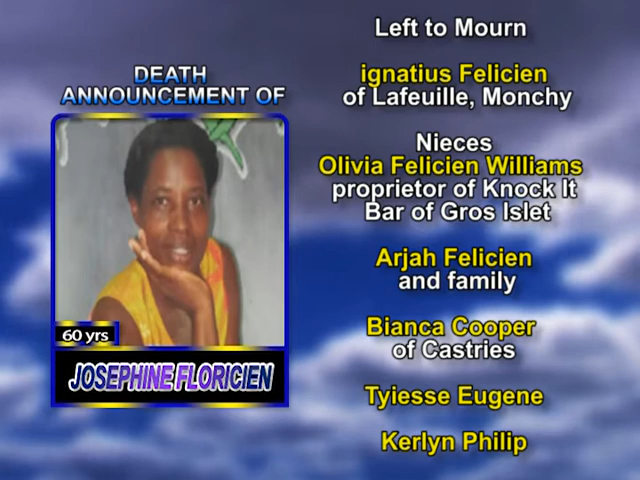 DEATH
ANNOUNCEMENT OF
60 yrs
JOSEPHINE FLORICIEN
Left to Mourn
ignatius Felicien
of Lafeuille, Monchy
Nieces
Olivia Felicien Williams
proprietor of Knock It
Bar of Gros Islet
Arjah Felicien
and family
Bianca Cooper
of Castries
Tyiesse Eugene
Kerlyn Philip